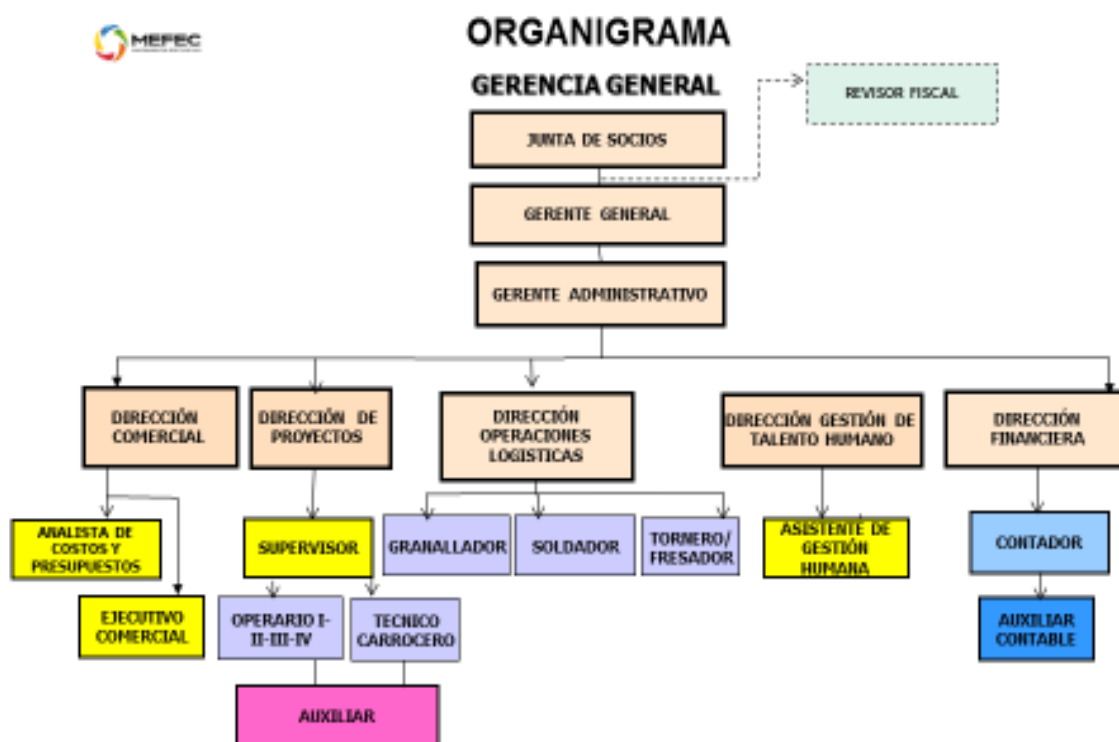 MEFEC
ORGANIGRAMA
GERENCIA GENERAL
REVISOR FISCAL
JUNTA DE SOCIOS
GERENTE GENERAL
GERENTE ADMINISTRATIVO
DIRECCIÓN
COMERCIAL
DIRECCIÓN DE
PROYECTOS
DIRECCIÓN
OPERACIONES
LOGISTICAS
DIRECCIÓN GESTIÓN DE
TALENTO HUMANO
DIRECCIÓN
FINANCIERA
ANALISTA DE
COSTOS Y
PRESUPUESTOS
SUPERVISOR
GRANALLADOR
SOLDADOR
TORNERO/
FRESADOR
ASISTENTE DE
GESTIÓN
HUMANA
CONTADOR
EJECUTIVO
COMERCIAL
OPERARIO I-
II-III-IV
TECNICO
CARROCERO
AUXILIAR
CONTABLE
AUXILIAR